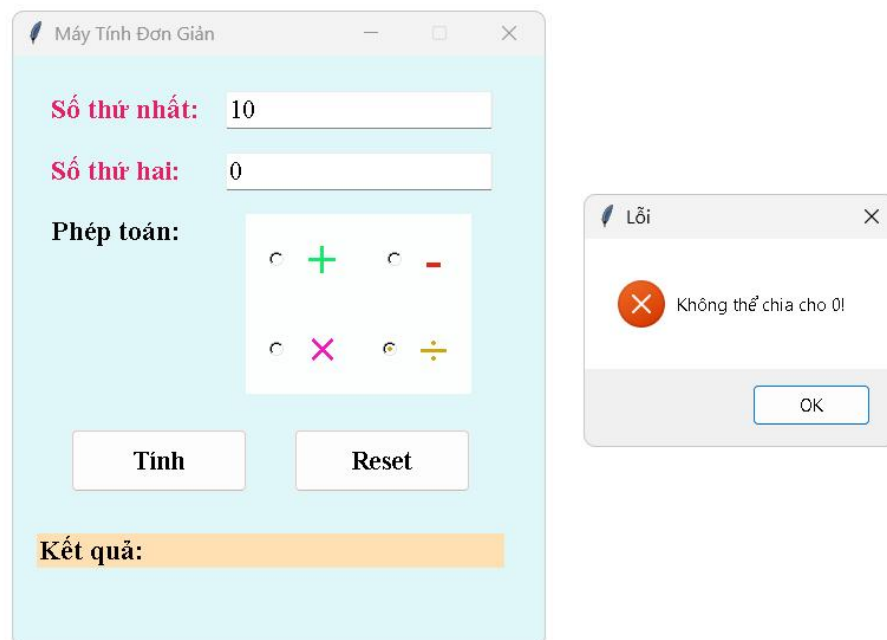 Máy Tính Đơn Giản
Số thứ nhất: 10
Số thứ hai: 0
Phép toán:
+ -
× ÷
Tính Reset
Kết quả:
Lỗi
Không thể chia cho 0!
OK